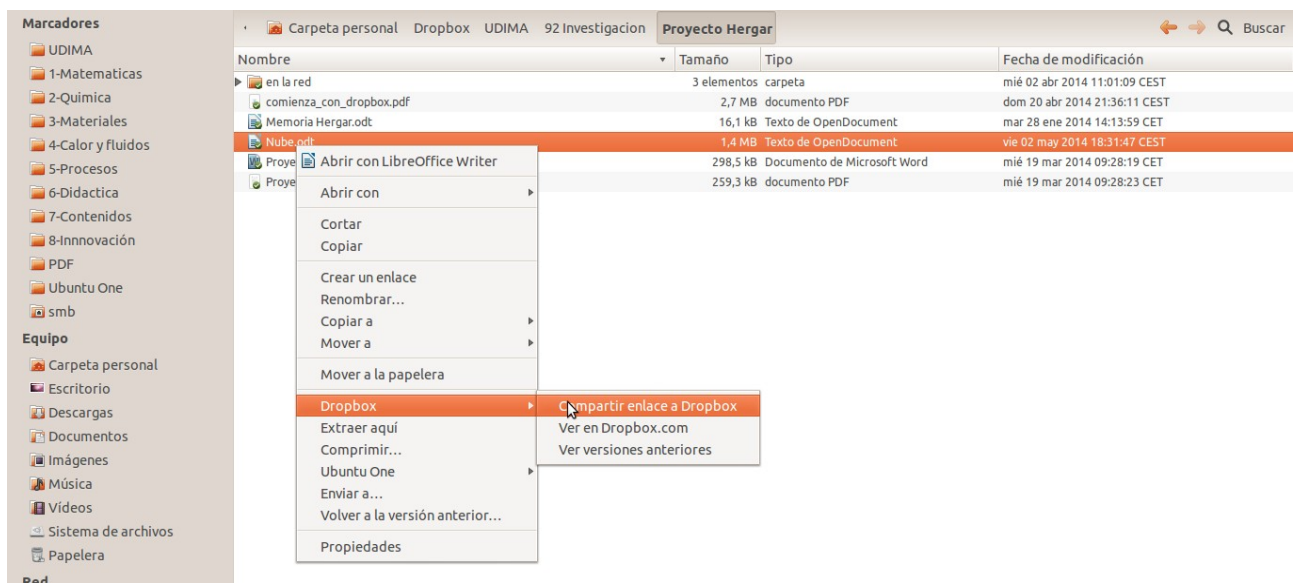 Marcadores
UDIMA
1-Matematicas
2-Quimica
3-Materiales
4-Calor y fluidos
5-Procesos
6-Didactica
7-Contenidos
8-Innnovación
PDF
Ubuntu One
smb
Equipo
Carpeta personal
Escritorio
Descargas
Documentos
Imágenes
Música
Vídeos
Sistema de archivos
Papelera
Red
Carpeta personal Dropbox UDIMA 92 Investigacion Proyecto Hergar Buscar
Nombre Tamaño Tipo Fecha de modificación
en la red 3 elementos carpeta mié 02 abr 2014 11:01:09 CEST
comienza_con_dropbox.pdf 2,7 MB documento PDF dom 20 abr 2014 21:36:11 CEST
Memoria Hergar.odt 16,1 kB Texto de OpenDocument mar 28 ene 2014 14:13:59 CET
Nube.odt 1,4 MB Texto de OpenDocument vie 02 may 2014 18:31:47 CEST
Proye 298,5 kB Documento de Microsoft Word mié 19 mar 2014 09:28:19 CET
Proye 259,3 kB documento PDF mié 19 mar 2014 09:28:23 CET
Abrir con LibreOffice Writer
Abrir con
Cortar
Copiar
Crear un enlace
Renombrar...
Copiar a
Mover a
Mover a la papelera
Dropbox
Extraer aquí
Comprimir...
Ubuntu One
Enviar a...
Volver a la versión anterior...
Propiedades
Compartir enlace a Dropbox
Ver en Dropbox.com
Ver versiones anteriores